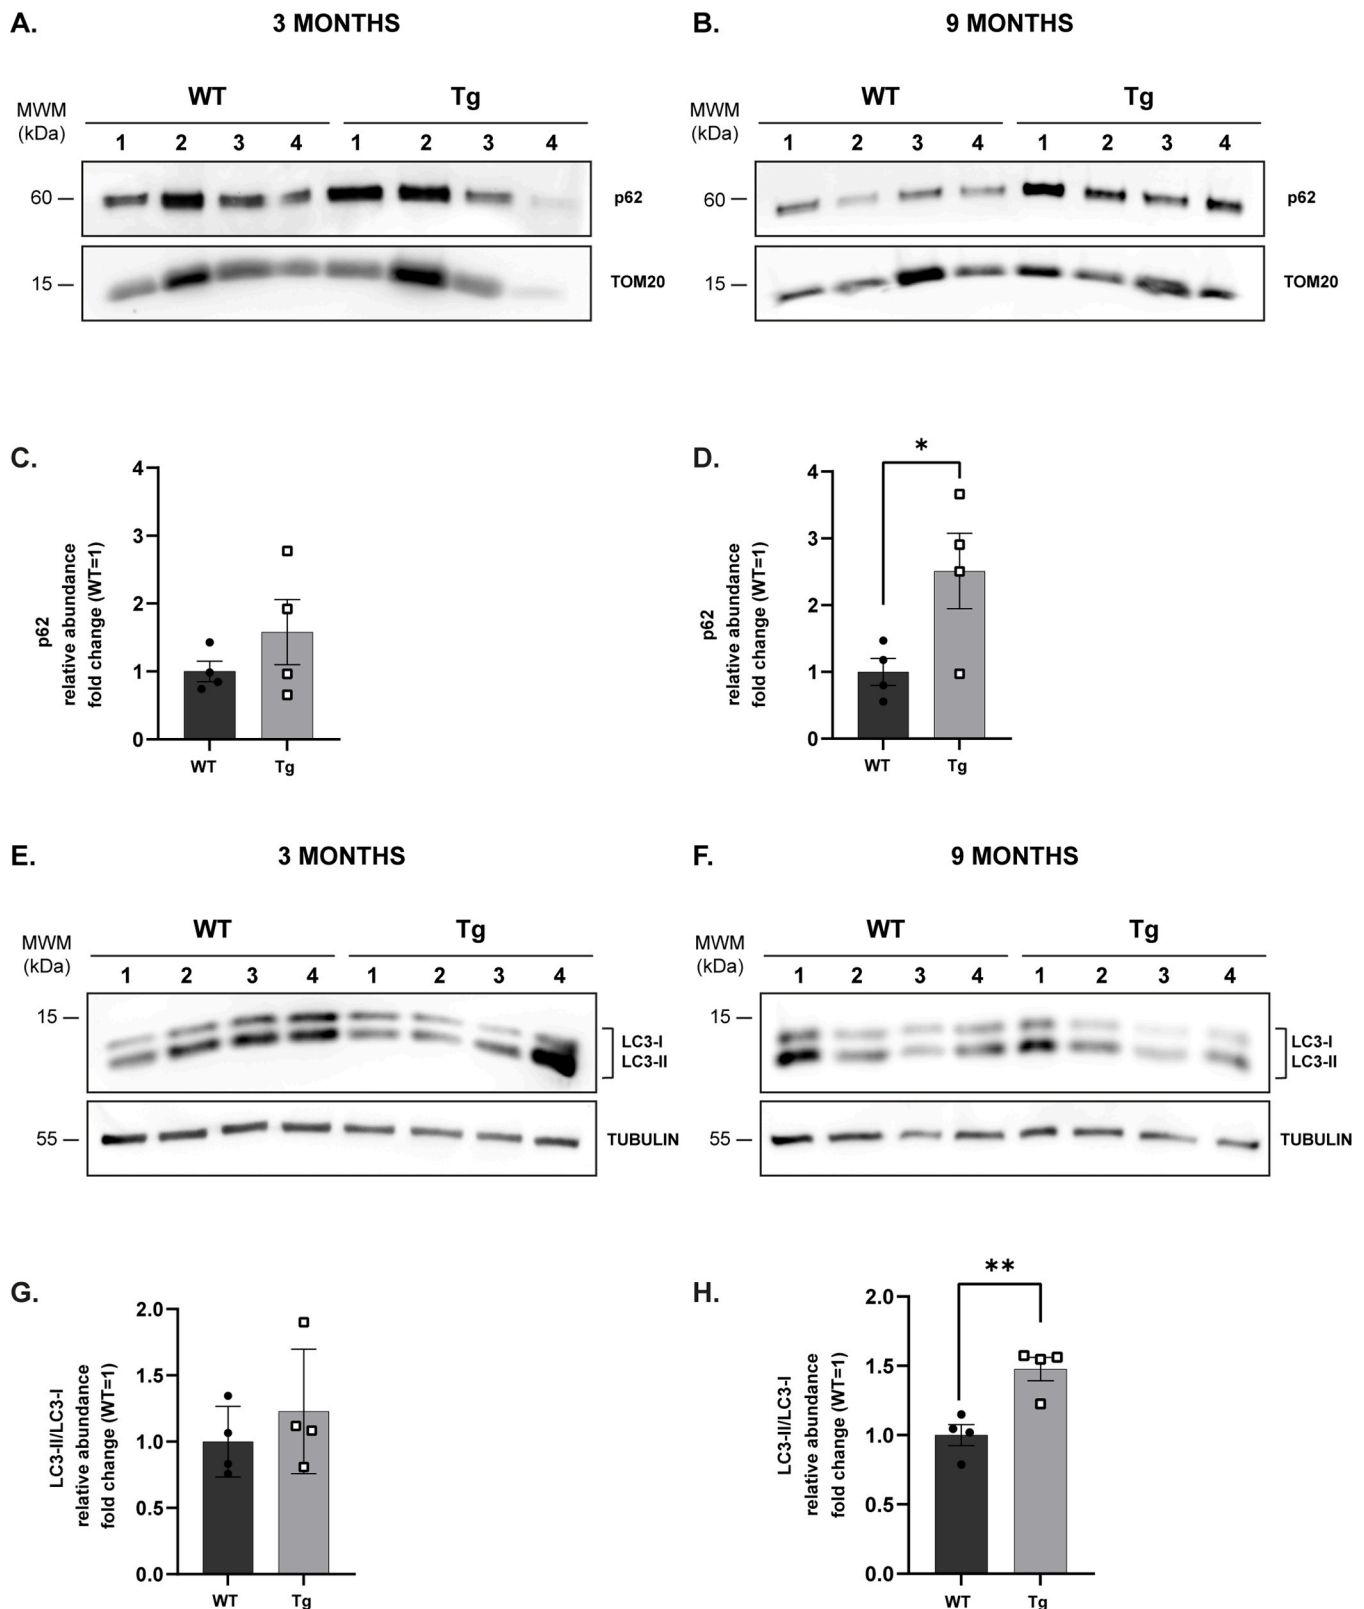 A. 3 MONTHS
B. 9 MONTHS
WT Tg
MWM
(kDa)
1 2 3 4 1 2 3 4
60 p62
15 TOM20
WT Tg
MWM
(kDa)
1 2 3 4 1 2 3 4
60 p62
15 TOM20
C.
p62
relative abundance
fold change (WT=1)
4
3
2
1
0
WT Tg
D.
*
p62
relative abundance
fold change (WT=1)
4
3
2
1
0
WT Tg
E. 3 MONTHS
F. 9 MONTHS
WT Tg
MWM
(kDa)
1 2 3 4 1 2 3 4
15
LC3-I
LC3-II
55 TUBULIN
WT Tg
MWM
(kDa)
1 2 3 4 1 2 3 4
15
LC3-I
LC3-II
55 TUBULIN
G.
LC3-II/LC3-I
relative abundance
fold change (WT=1)
2.0
1.5
1.0
0.5
0.0
WT Tg
H.
**
LC3-II/LC3-I
relative abundance
fold change (WT=1)
2.0
1.5
1.0
0.5
0.0
WT Tg